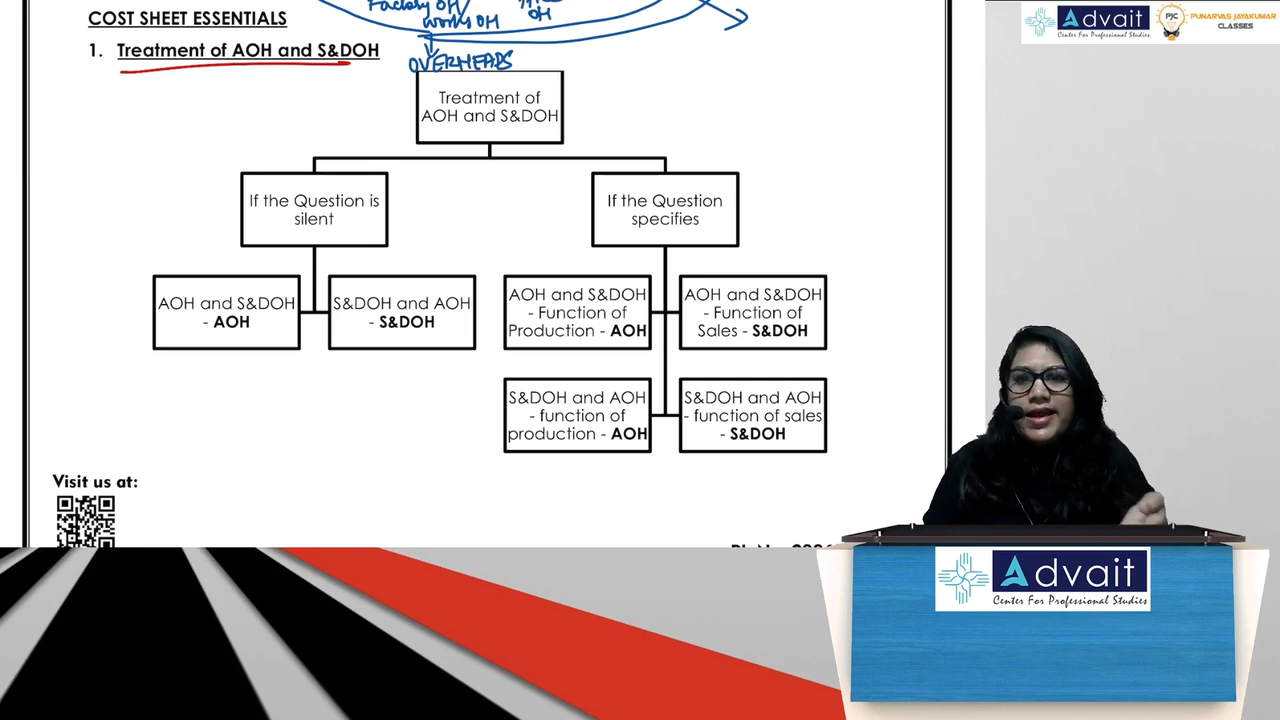 Factory OH/
works OH
OH
COST SHEET ESSENTIALS
1. Treatment of AOH and S&DOH
OVERHEADS
Treatment of
AOH and S&DOH
If the Question is
silent
If the Question
specifies
AOH and S&DOH
- AOH
S&DOH and AOH
- S&DOH
AOH and S&DOH
- Function of
Production - AOH
AOH and S&DOH
- Function of
Sales - S&DOH
S&DOH and AOH
- function of
production - AOH
S&DOH and AOH
- function of sales
- S&DOH
Visit us at:
Advait
Center For Professional Studies
PJC
PUNARVAS JAYAKUMAR
CLASSES
Advait
Center For Professional Studies